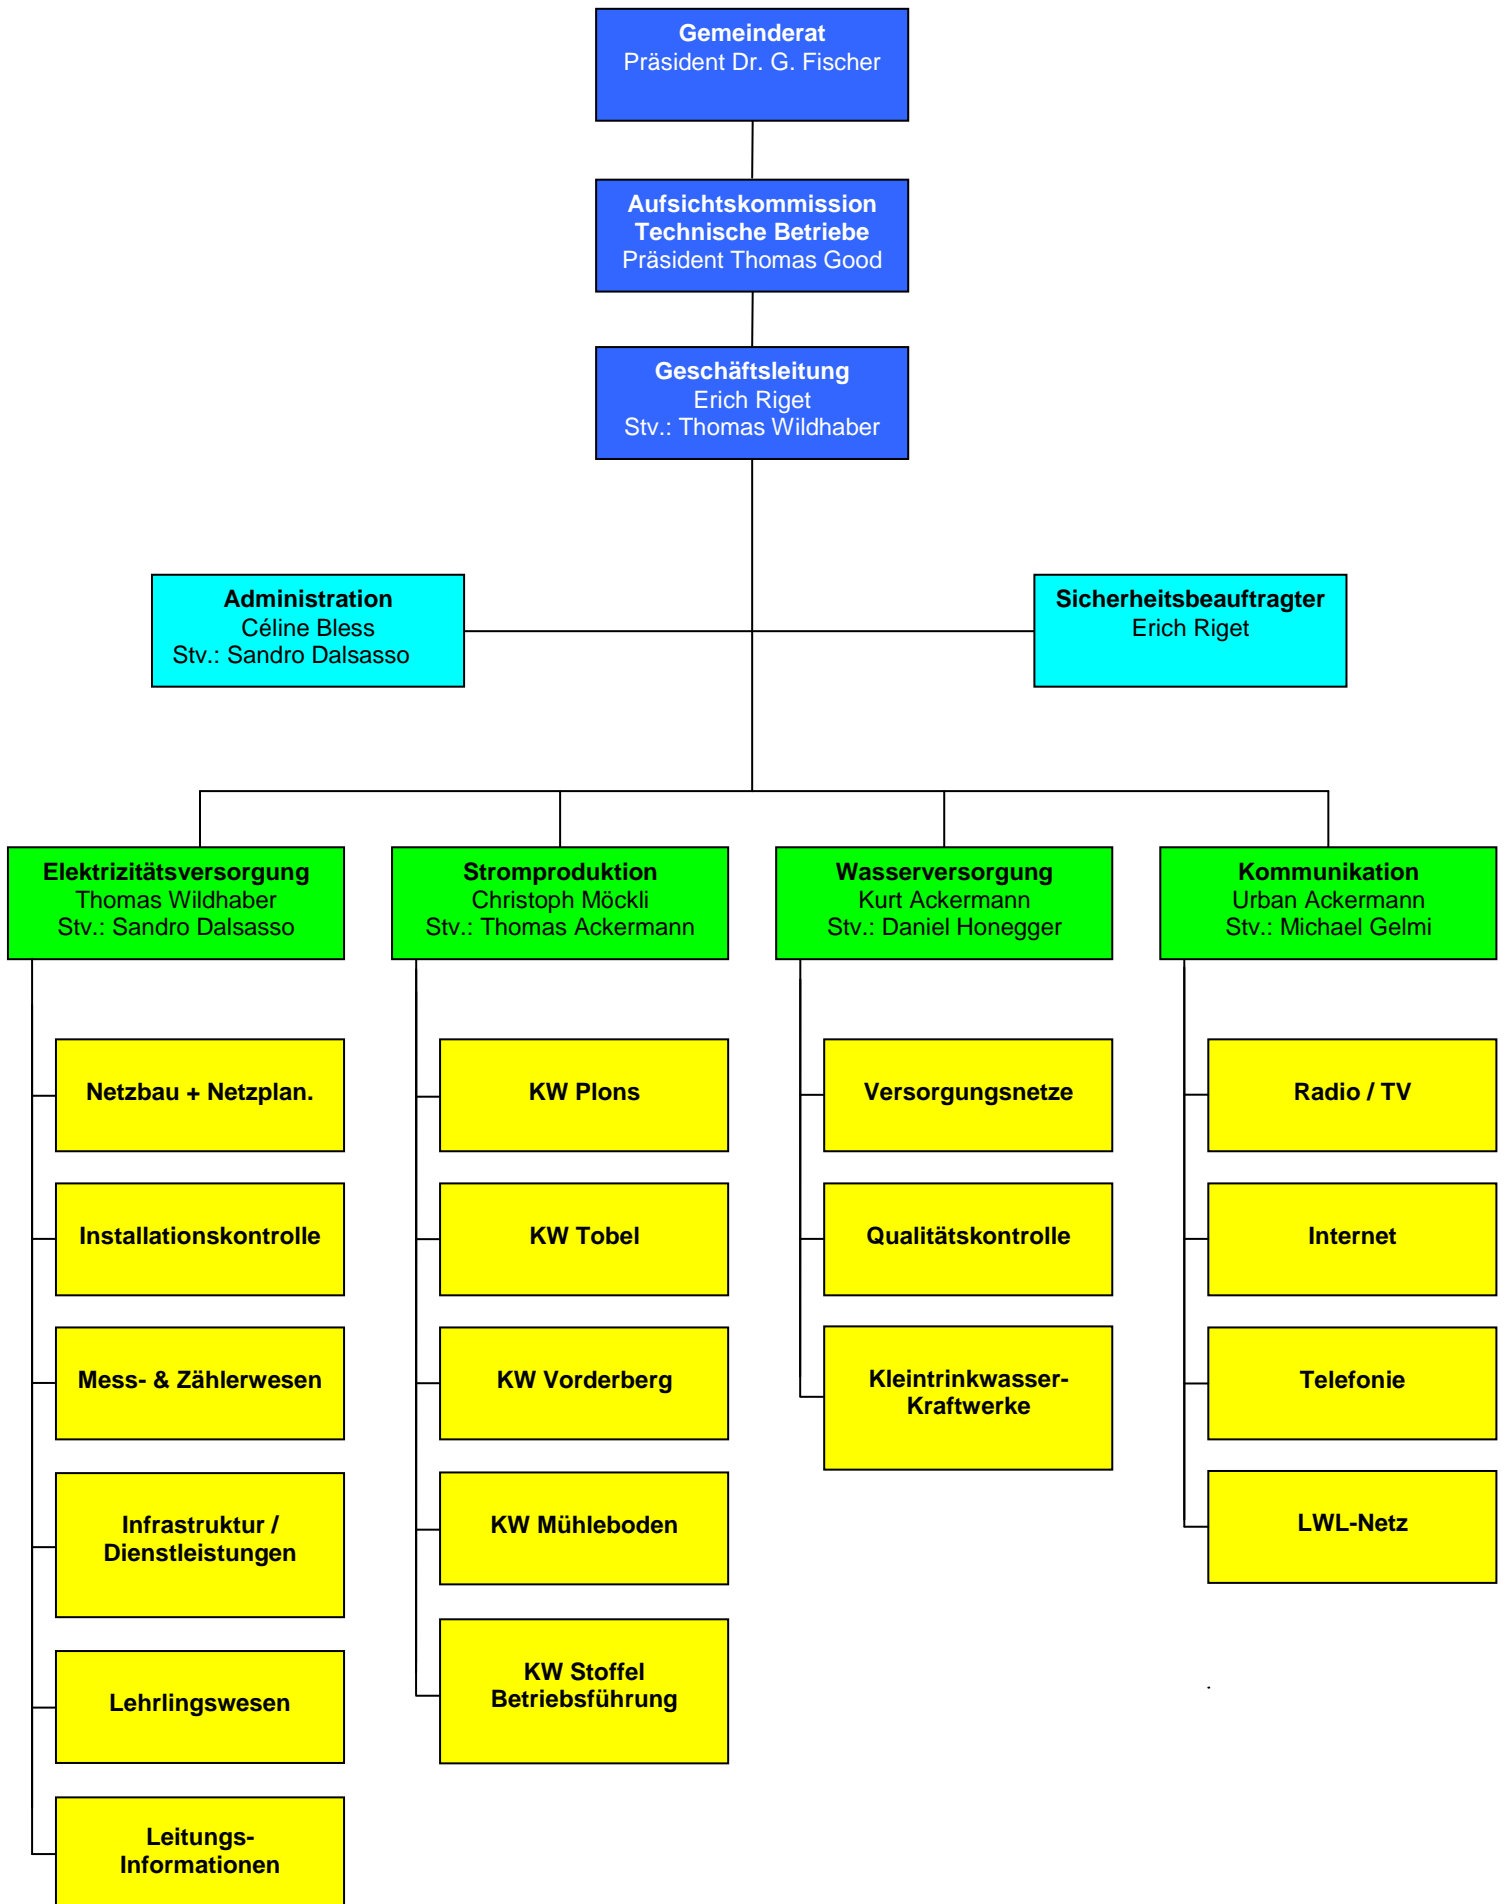 Gemeinderat
Präsident Dr. G. Fischer
Aufsichtskommission
Technische Betriebe
Präsident Thomas Good
Geschäftsleitung
Erich Riget
Stv.: Thomas Wildhaber
Administration
Céline Bless
Stv.: Sandro Dalsasso
Sicherheitsbeauftragter
Erich Riget
Elektrizitätsversorgung
Thomas Wildhaber
Stv.: Sandro Dalsasso
Stromproduktion
Christoph Möckli
Stv.: Thomas Ackermann
Wasserversorgung
Kurt Ackermann
Stv.: Daniel Honegger
Kommunikation
Urban Ackermann
Stv.: Michael Gelmi
Netzbau + Netzplan.
Installationskontrolle
Mess- & Zählerwesen
Infrastruktur /
Dienstleistungen
Lehrlingswesen
Leitungs-
Informationen
KW Plons
KW Tobel
KW Vorderberg
KW Mühleboden
KW Stoffel
Betriebsführung
Versorgungsnetze
Qualitätskontrolle
Kleintrinkwasser-
Kraftwerke
Radio / TV
Internet
Telefonie
LWL-Netz